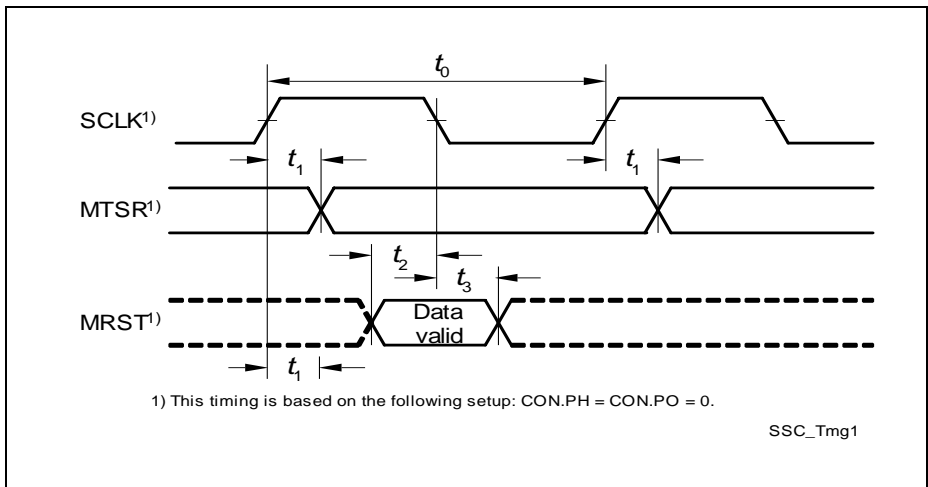 t0
SCLK1)
t1 t1
MTSR1)
t2
t3
MRST1)
Data
valid
t1
1) This timing is based on the following setup: CON.PH = CON.PO = 0.
SSC_Tmg1